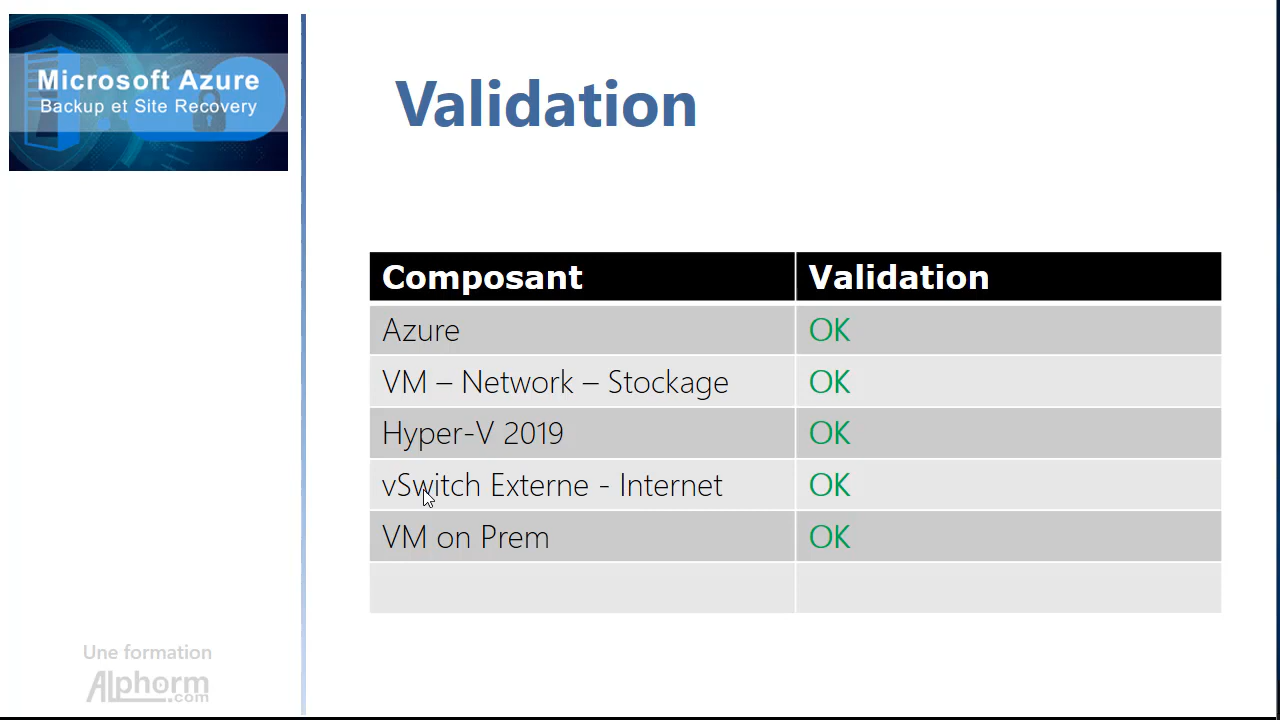 Microsoft Azure
Backup et Site Recovery
Validation
Composant Validation
Azure OK
VM – Network – Stockage OK
Hyper-V 2019 OK
vSwitch Externe - Internet OK
VM on Prem OK
Une formation
Alphorm
.com